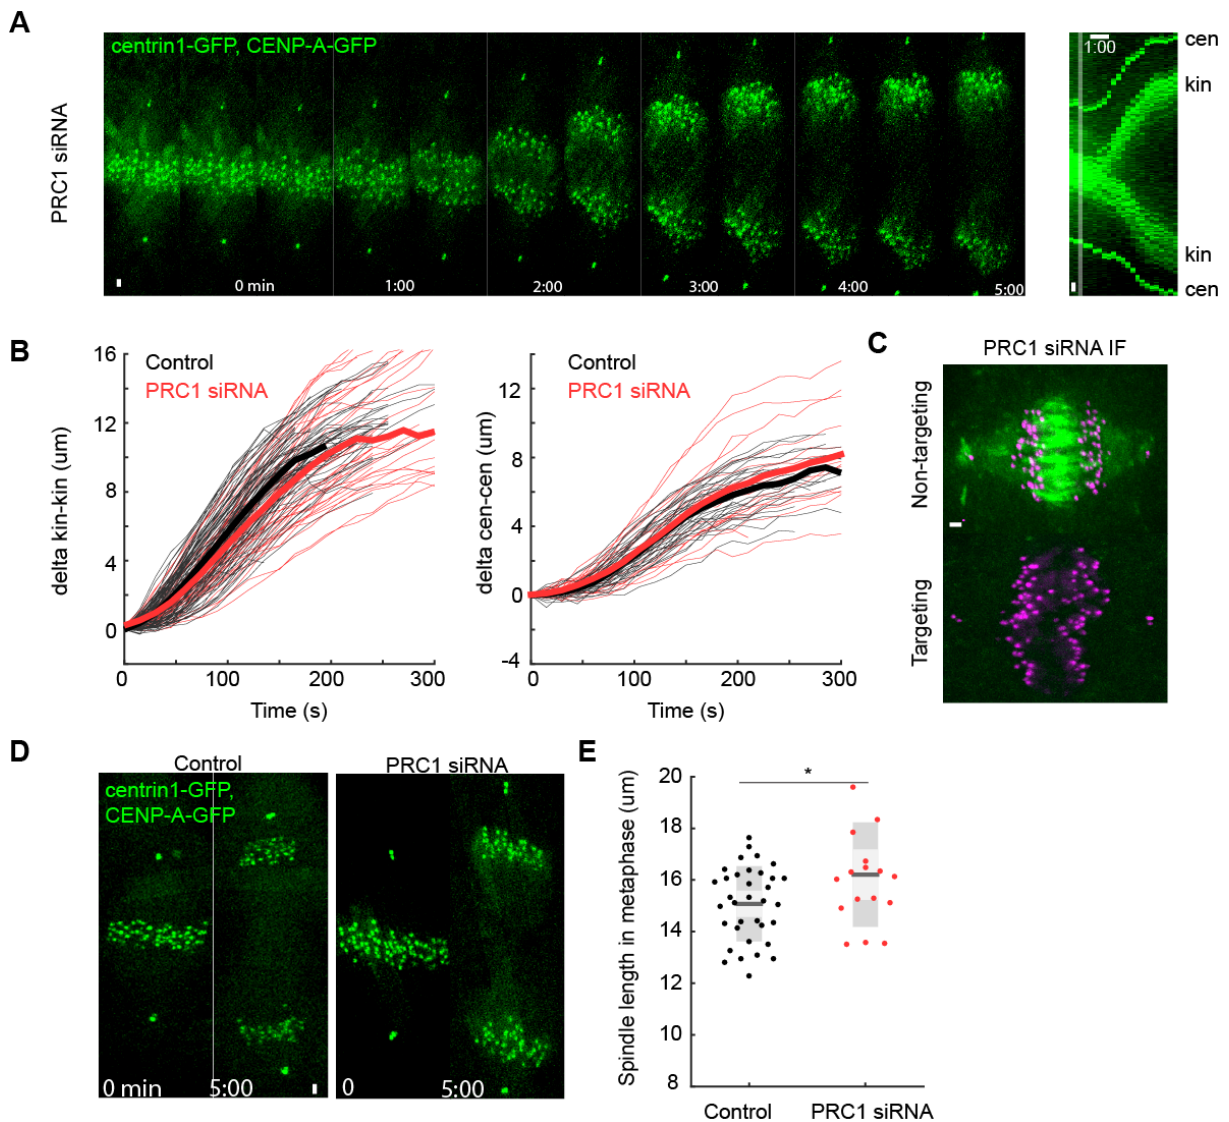 A
centrin1-GFP, CENP-A-GFP
PRC1 siRNA
0 min
1:00
2:00
3:00
4:00
5:00
1:00
cen
kin
kin
cen
B
Control
PRC1 siRNA
delta kin-kin (um)
16
12
8
4
0
0
100
200
300
Time (s)
Control
PRC1 siRNA
delta cen-cen (um)
12
8
4
0
-4
0
100
200
300
Time (s)
C
PRC1 siRNA IF
Non-targeting
Targeting
D
Control
PRC1 siRNA
centrin1-GFP,
CENP-A-GFP
0 min
5:00
0
5:00
E
*
Spindle length in metaphase (um)
20
18
16
14
12
10
8
Control
PRC1 siRNA